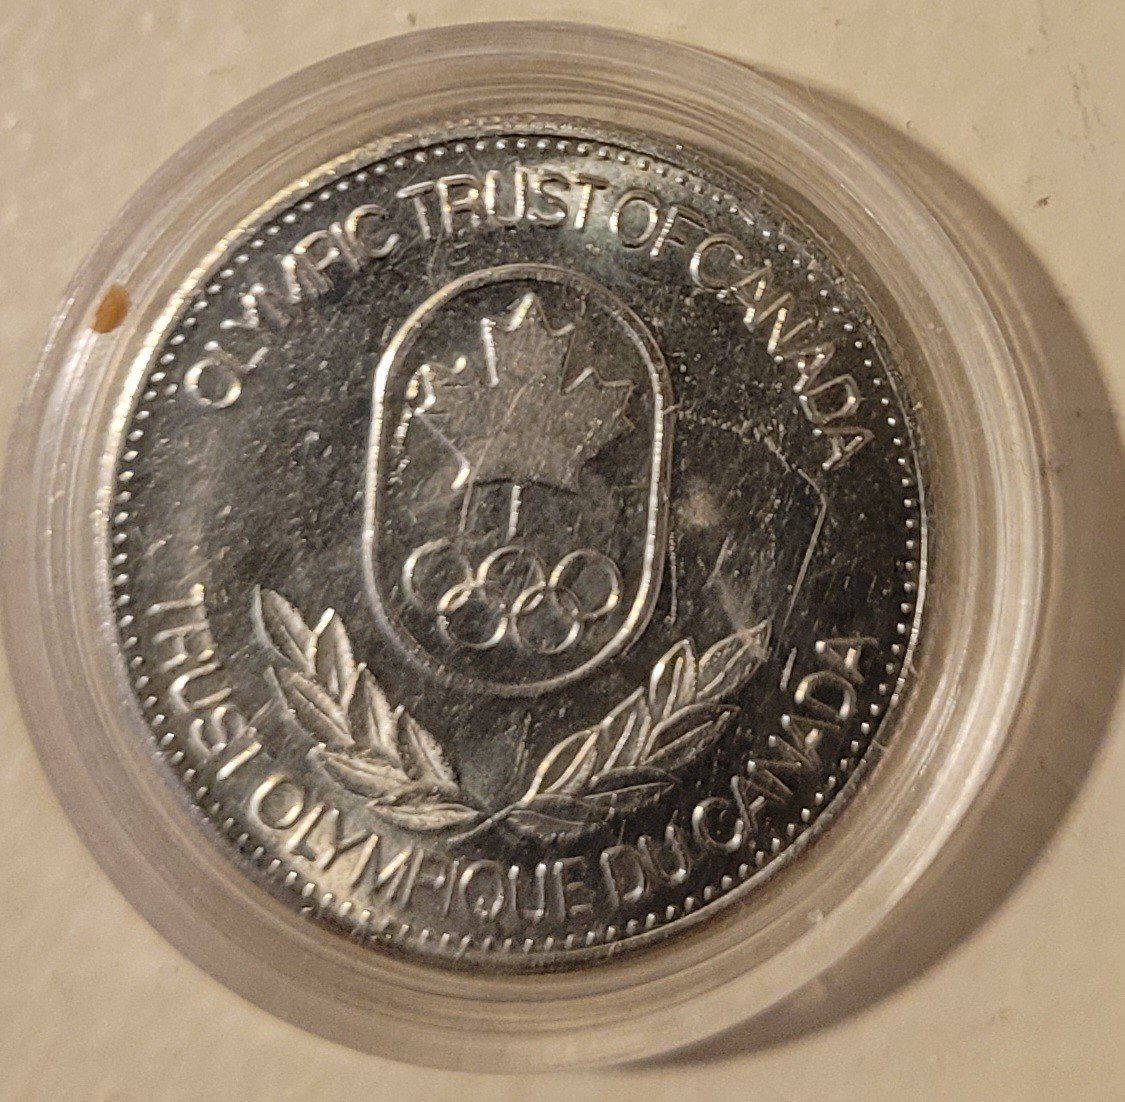 OLYMPIC TRUST OF CANADA
TRUST OLYMPIQUE DU CANADA